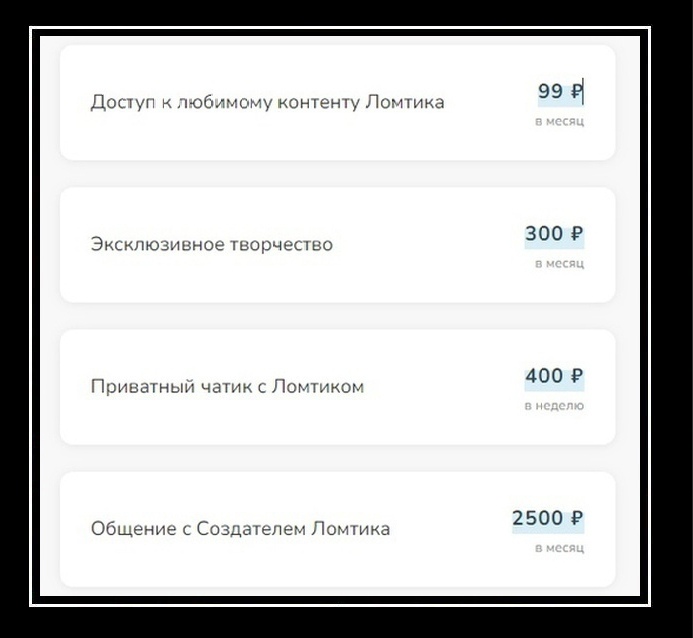 Доступ к любимому контенту Ломтика
99 ₽
в месяц
Эксклюзивное творчество
300 ₽
в месяц
Приватный чатик с Ломтиком
400 ₽
в неделю
Общение с Создателем Ломтика
2500 ₽
в месяц